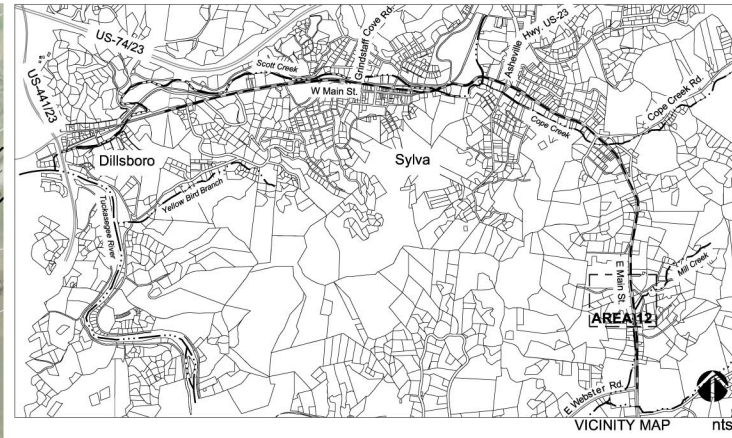 US-74/23
US-441/23
Scott Creek
Grindstaff Cove Rd.
W Main St.
Asheville Hwy. US-23
Cope Creek Rd.
Cope Creek
Dillsboro
Sylva
Yellow Bird Branch
Tuckasegee River
E Main St.
Mill Creek
AREA 12
E Webster Rd.
VICINITY MAP nts